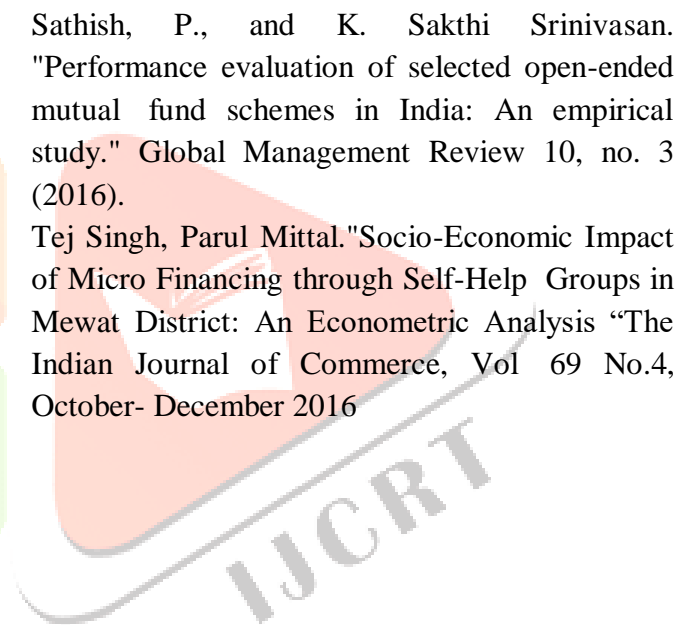 Sathish, P., and K. Sakthi Srinivasan.
"Performance evaluation of selected open-ended
mutual fund schemes in India: An empirical
study." Global Management Review 10, no. 3
(2016).
Tej Singh, Parul Mittal."Socio-Economic Impact
of Micro Financing through Self-Help Groups in
Mewat District: An Econometric Analysis “The
Indian Journal of Commerce, Vol 69 No.4,
October- December 2016
IJCRT